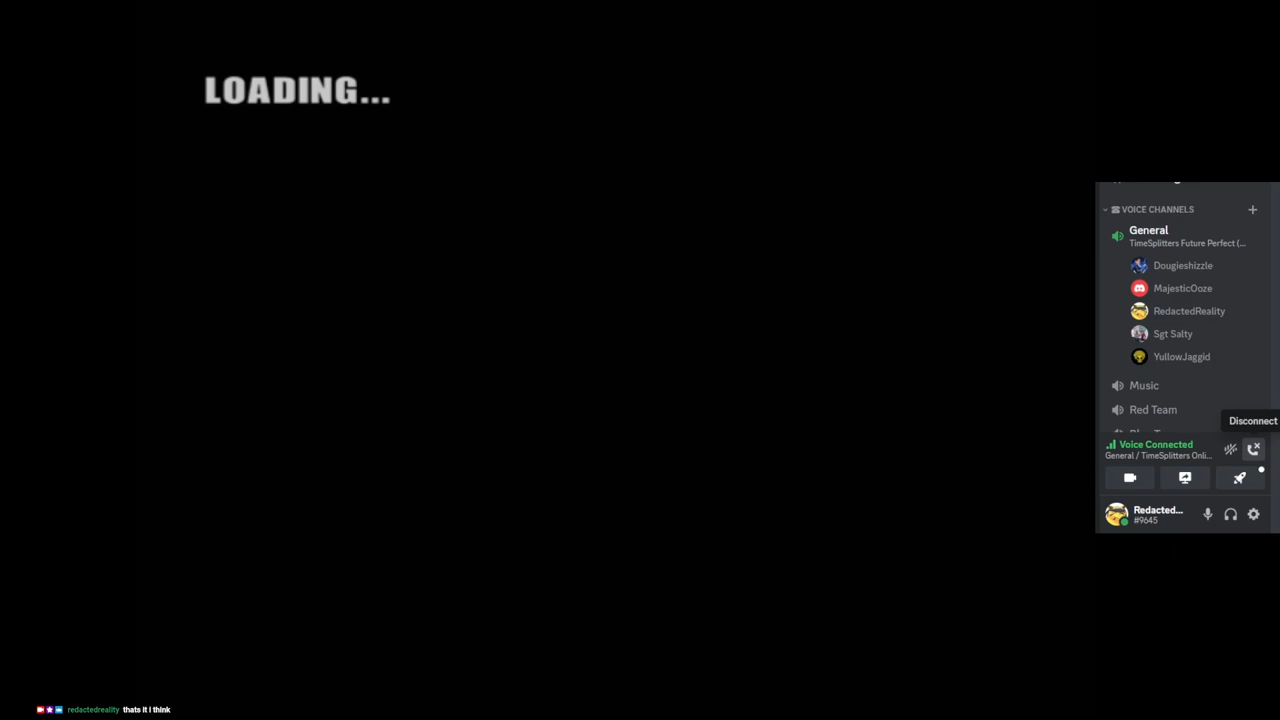 LOADING...
VOICE CHANNELS
General
TimeSplitters Future Perfect (...
Dougieshizzle
MajesticOoze
RedactedReality
Sgt Salty
YullowJaggid
Music
Red Team
Disconnect
Voice Connected
General / TimeSplitters Onli...
Redacted...
#9645
redactedreality thats it i think